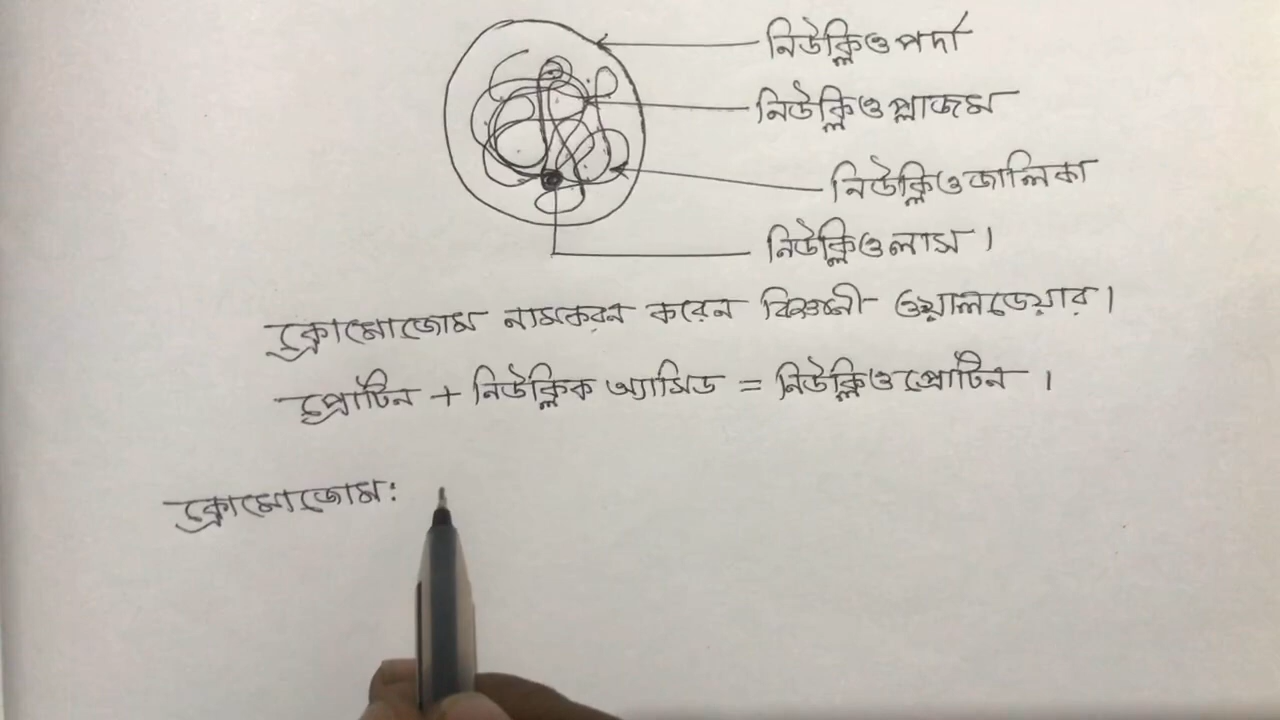 নিউক্লিওপর্দা
নিউক্লিওপ্লাজম
নিউক্লিওজালিকা
নিউক্লিওলাস।
ক্রোমোজোম নামকরন করেন বিজ্ঞানী ওয়ালডেয়ার।
প্রোটিন + নিউক্লিক অ্যাসিড = নিউক্লিওপ্রোটিন ।
ক্রোমোজোম: